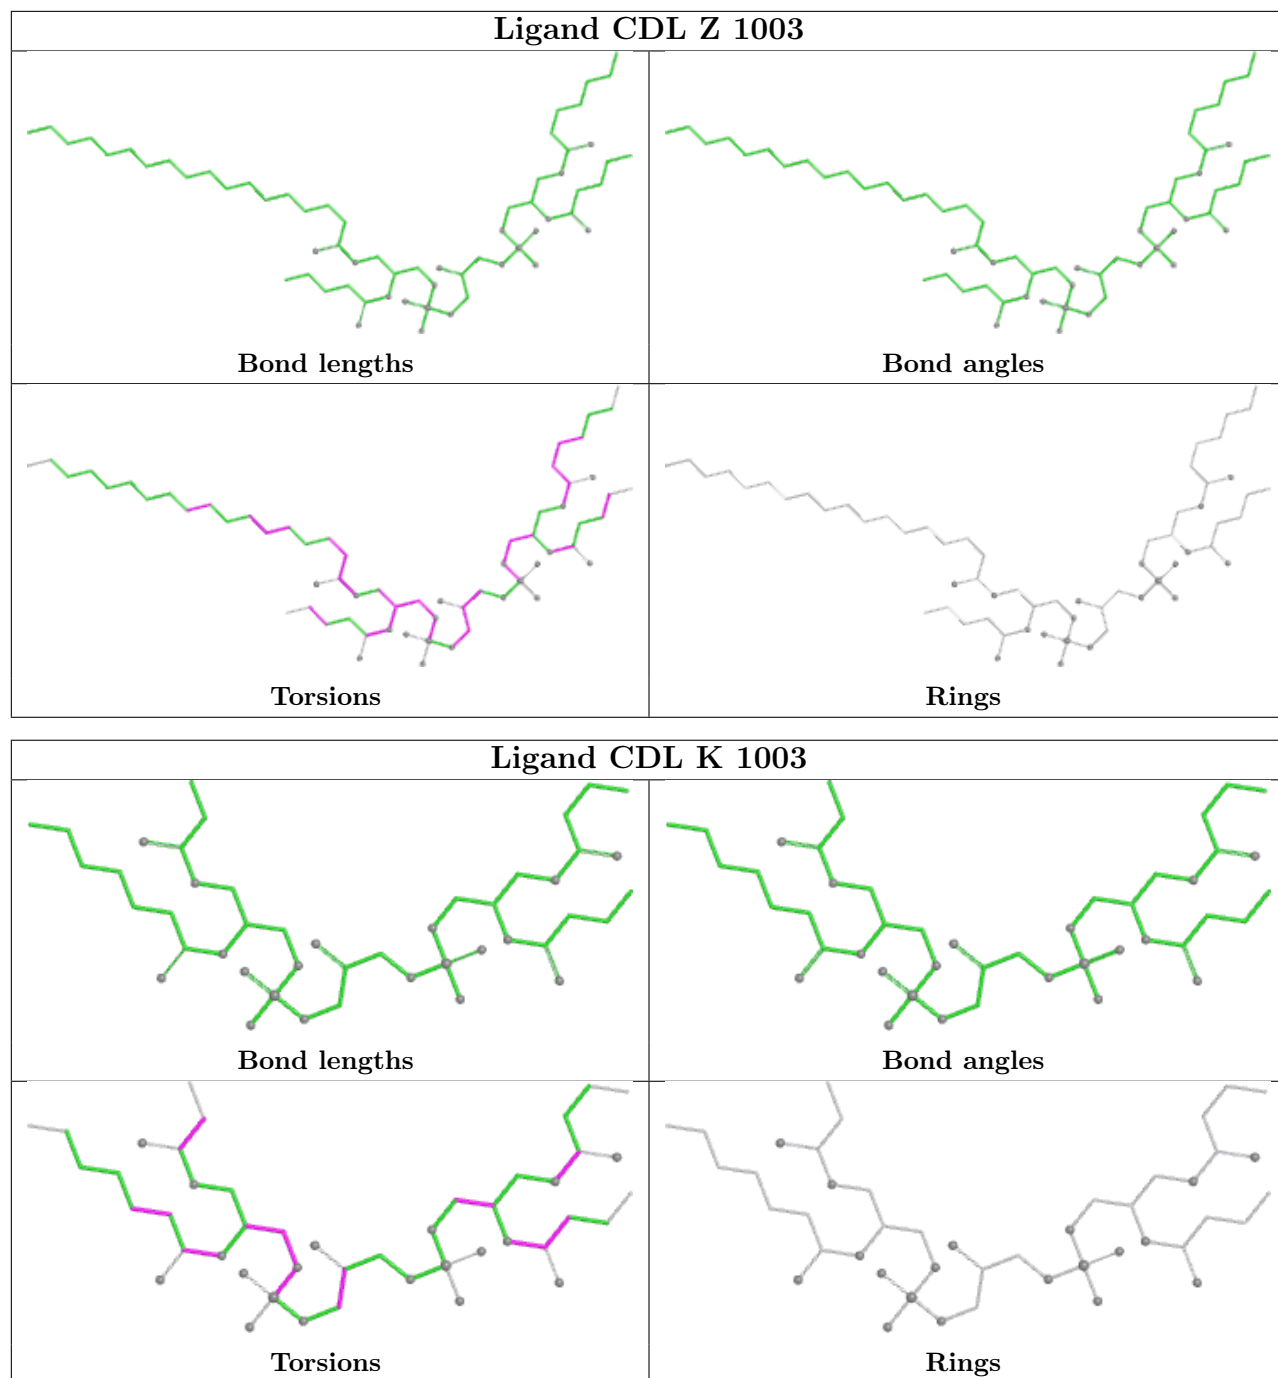 Ligand CDL Z 1003
Bond lengths
Bond angles
Torsions
Rings
Ligand CDL K 1003
Bond lengths
Bond angles
Torsions
Rings